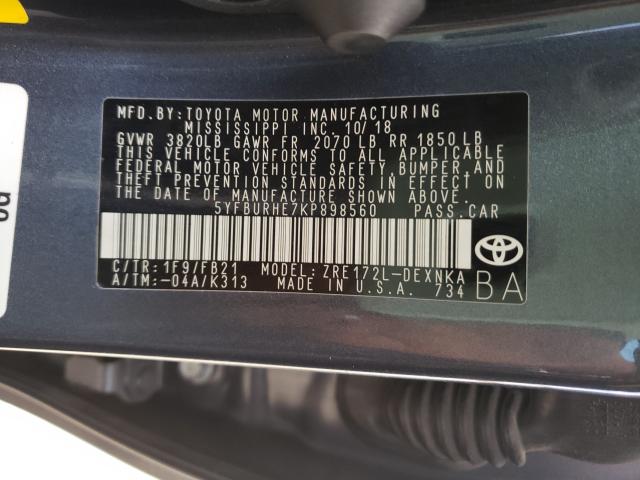 MFD.BY:TOYOTA MOTOR MANUFACTURING
MISSISSIPPI INC. 10/18
GVWR 3820LB GAWR FR 2070 LB RR 1850 LB
THIS VEHICLE CONFORMS TO ALL APPLICABLE
FEDERAL MOTOR VEHICLE SAFETY, BUMPER, AND
THEFT PREVENTION STANDARDS IN EFFECT ON
THE DATE OF MANUFACTURE SHOWN ABOVE.
5YFBURHE7KP898560 PASS.CAR
C/TR:1F9/FB21 MODEL:ZRE172L-DEXNKA
A/TM:-04A/K313 MADE IN U.S.A. 734 BA